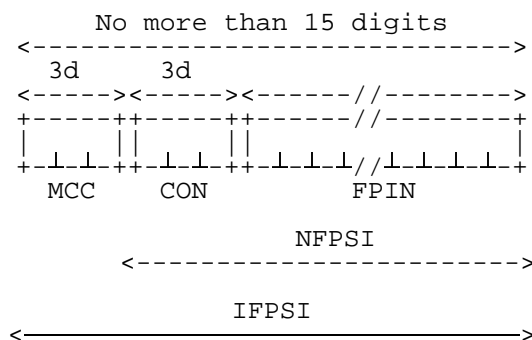 No more than 15 digits
3d 3d
MCC CON FPIN
NFPSI
IFPSI